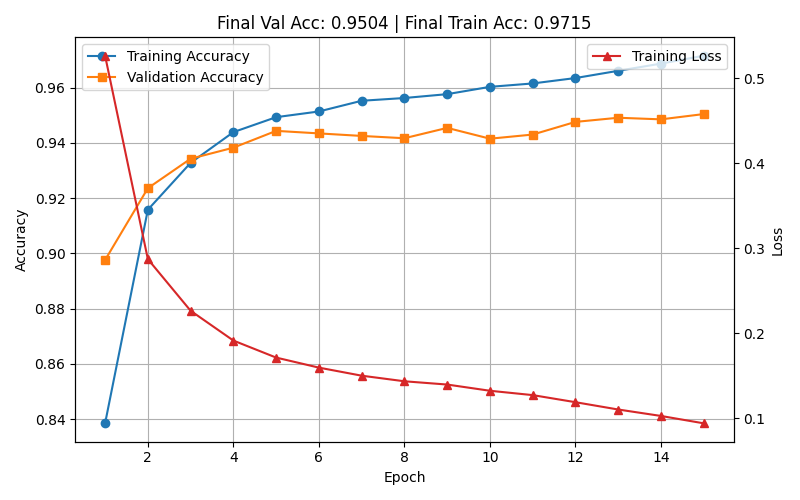 Final Val Acc: 0.9504 | Final Train Acc: 0.9715
Training Accuracy
Validation Accuracy
Training Loss
0.96
0.94
0.92
0.90
0.88
0.86
0.84
Accuracy
0.5
0.4
0.3
0.2
0.1
Loss
2 4 6 8 10 12 14
Epoch